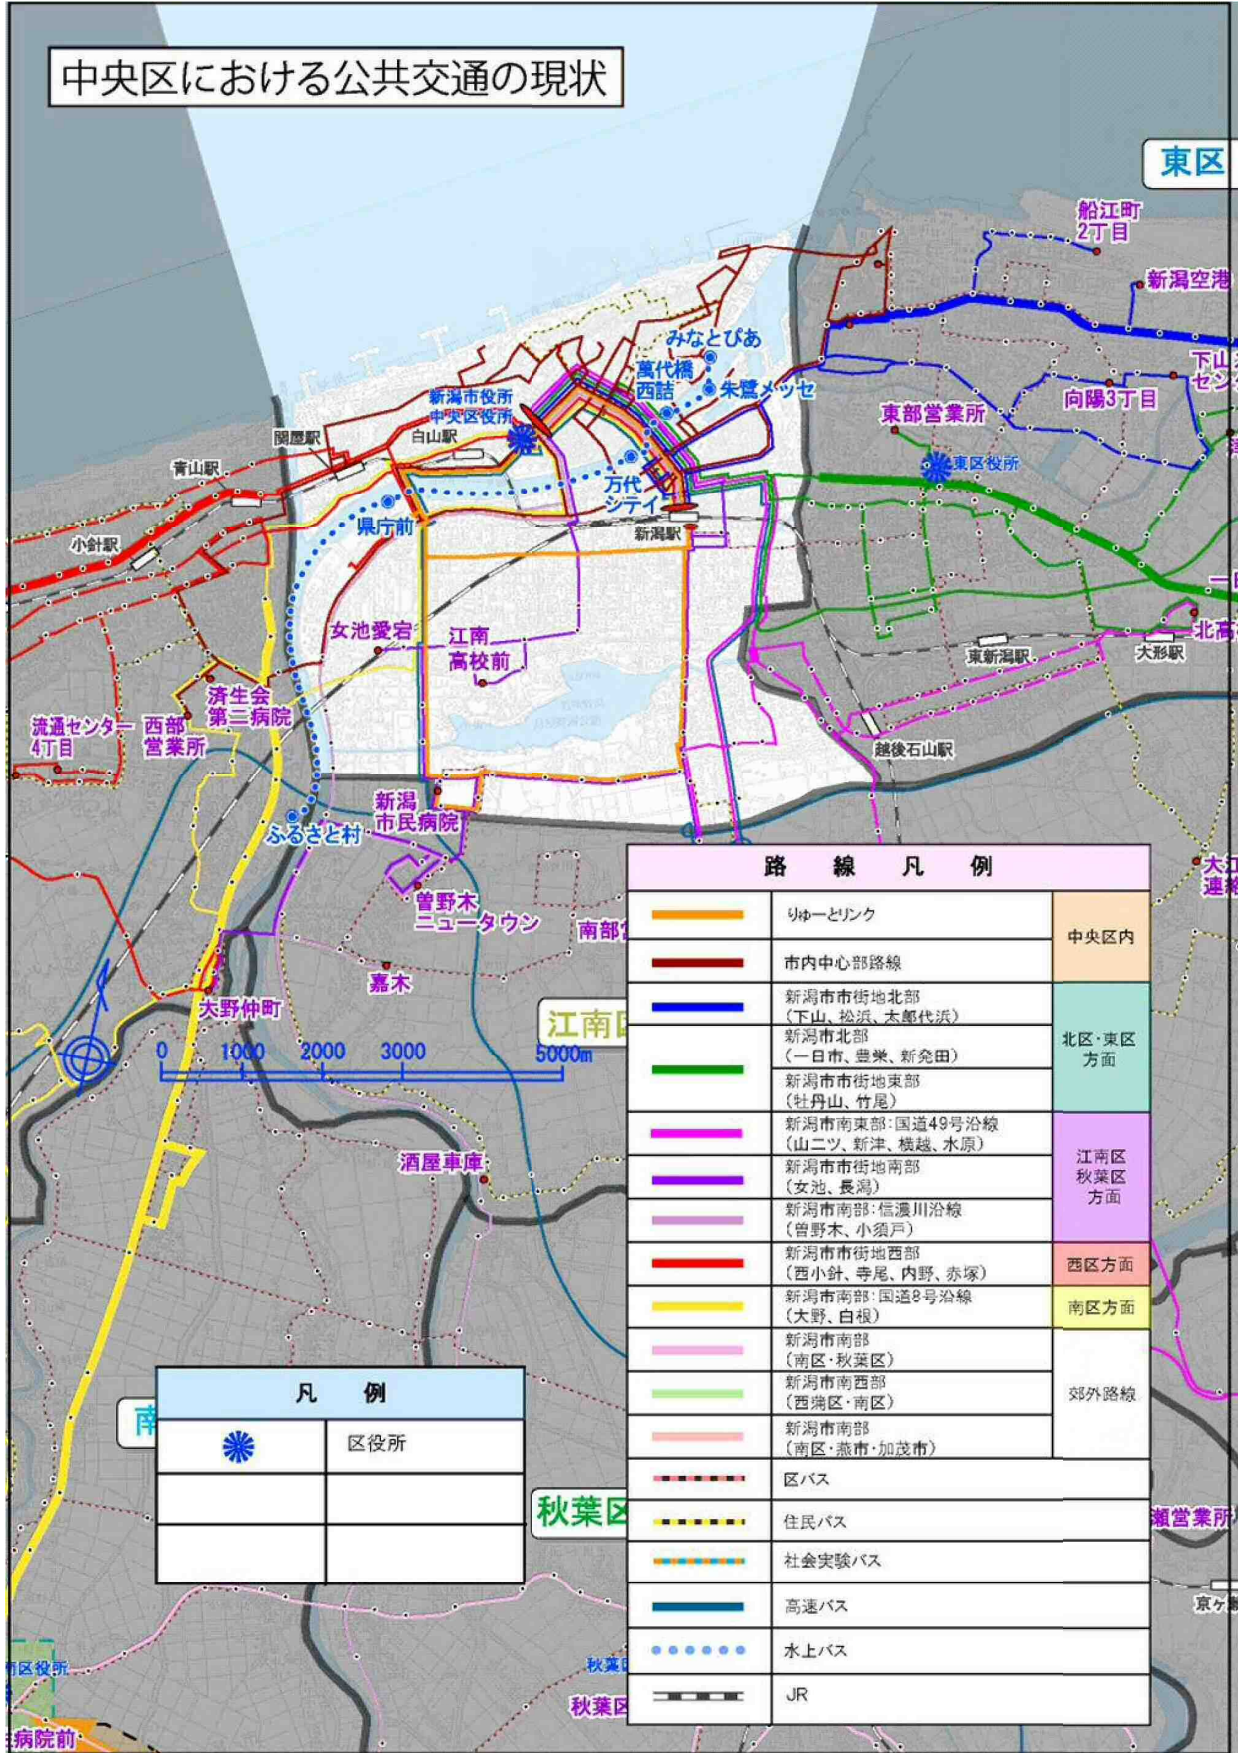 中央区における公共交通の現状
東区
船江町
2丁目
新潟空港
みなとぴあ
萬代橋
西詰
朱鷺メッセ
新潟市役所
中央区役所
向陽3丁目
東部営業所
関屋駅
白山駅
東区役所
青山駅
万代
シテイ
県庁前
新潟駅
小針駅
女池愛宕
江南
高校前
東新潟駅
大形駅
済生会
第二病院
流通センター
4丁目
西部
営業所
越後石山駅
新潟
市民病院
ふるさと村
曽野木
ニュータウン
嘉木
大野仲町
0 1000 2000 3000 5000m
酒屋車庫
路線凡例
りゅーとリンク
中央区内
市内中心部路線
新潟市市街地北部
(下山、松浜、太郎代浜)
北区・東区
方面
新潟市北部
(一日市、豊栄、新発田)
新潟市市街地東部
(牡丹山、竹尾)
新潟市南東部:国道49号沿線
(山二ツ、新津、横越、水原)
江南区
秋葉区
方面
新潟市市街地南部
(女池、長潟)
新潟市南部:信濃川沿線
(曽野木、小須戸)
新潟市市街地西部
(西小針、寺尾、内野、赤塚)
西区方面
新潟市南部:国道8号沿線
(大野、白根)
南区方面
新潟市南部
(南区・秋葉区)
郊外路線
新潟市南西部
(西蒲区・南区)
新潟市南部
(南区・燕市・加茂市)
区バス
住民バス
社会実験バス
高速バス
水上バス
JR
凡例
区役所
秋葉区
瀬営業所
南区役所
病院前